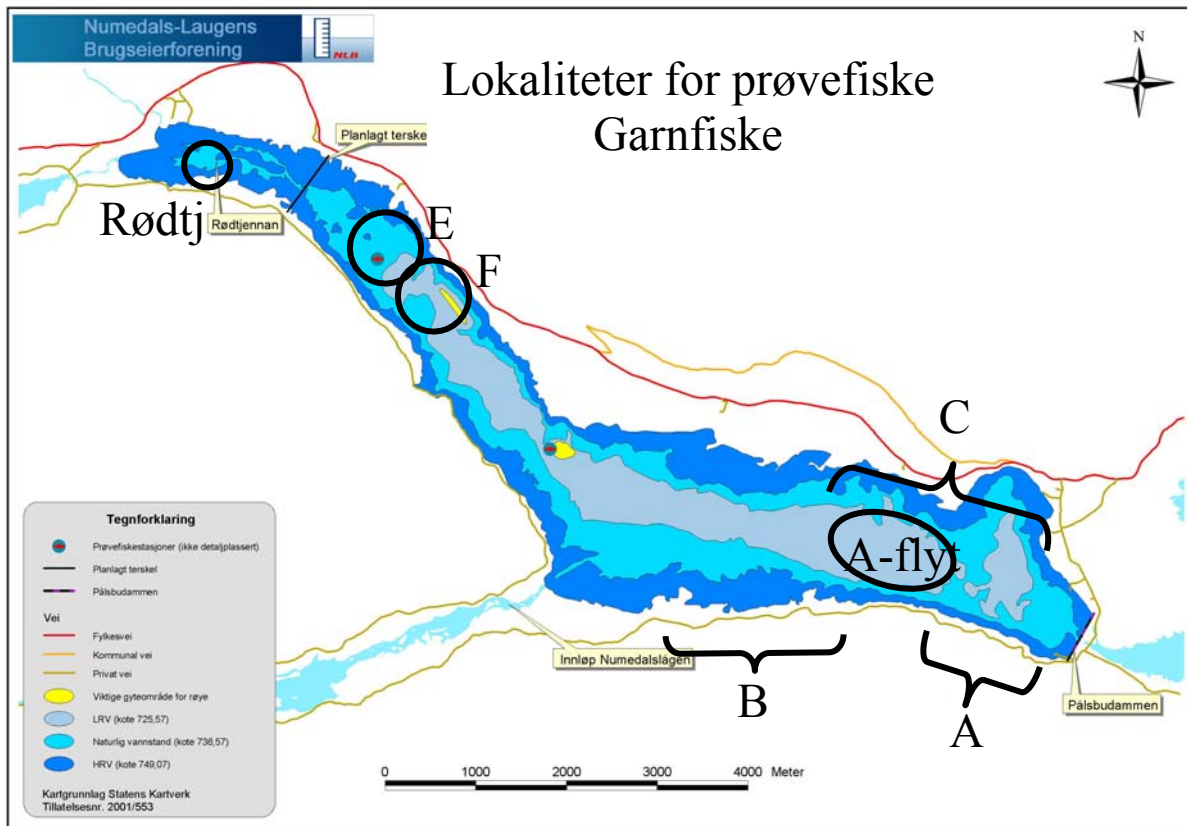 Numedals-Laugens
Brugseierforening
NLB
Lokaliteter for prøvefiske
Garnfiske
N
Planlagt terskel
Rødtj
Rødtjennan
E
F
C
A-flyt
Innløp Numedalslågen
B
A
Pålsbudammen
Tegnforklaring
Prøvefiskestasjoner (ikke detaljplassert)
Planlagt terskel
Pålsbudammen
Vei
Fylkesvei
Kommunal vei
Privat vei
Viktige gyteområde for røye
LRV (kote 725,57)
Naturlig vannstand (kote 736,57)
HRV (kote 749,07)
Kartgrunnlag Statens Kartverk
Tillatelsesnr. 2001/553
0 1000 2000 3000 4000 Meter